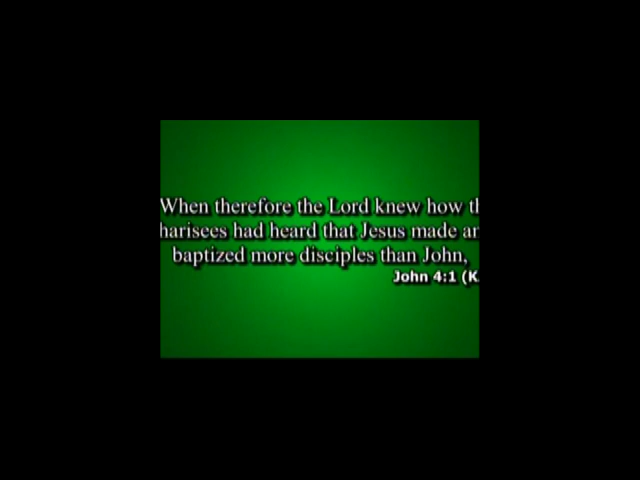 When therefore the Lord knew how th
harisees had heard that Jesus made an
baptized more disciples than John,
John 4:1 (K